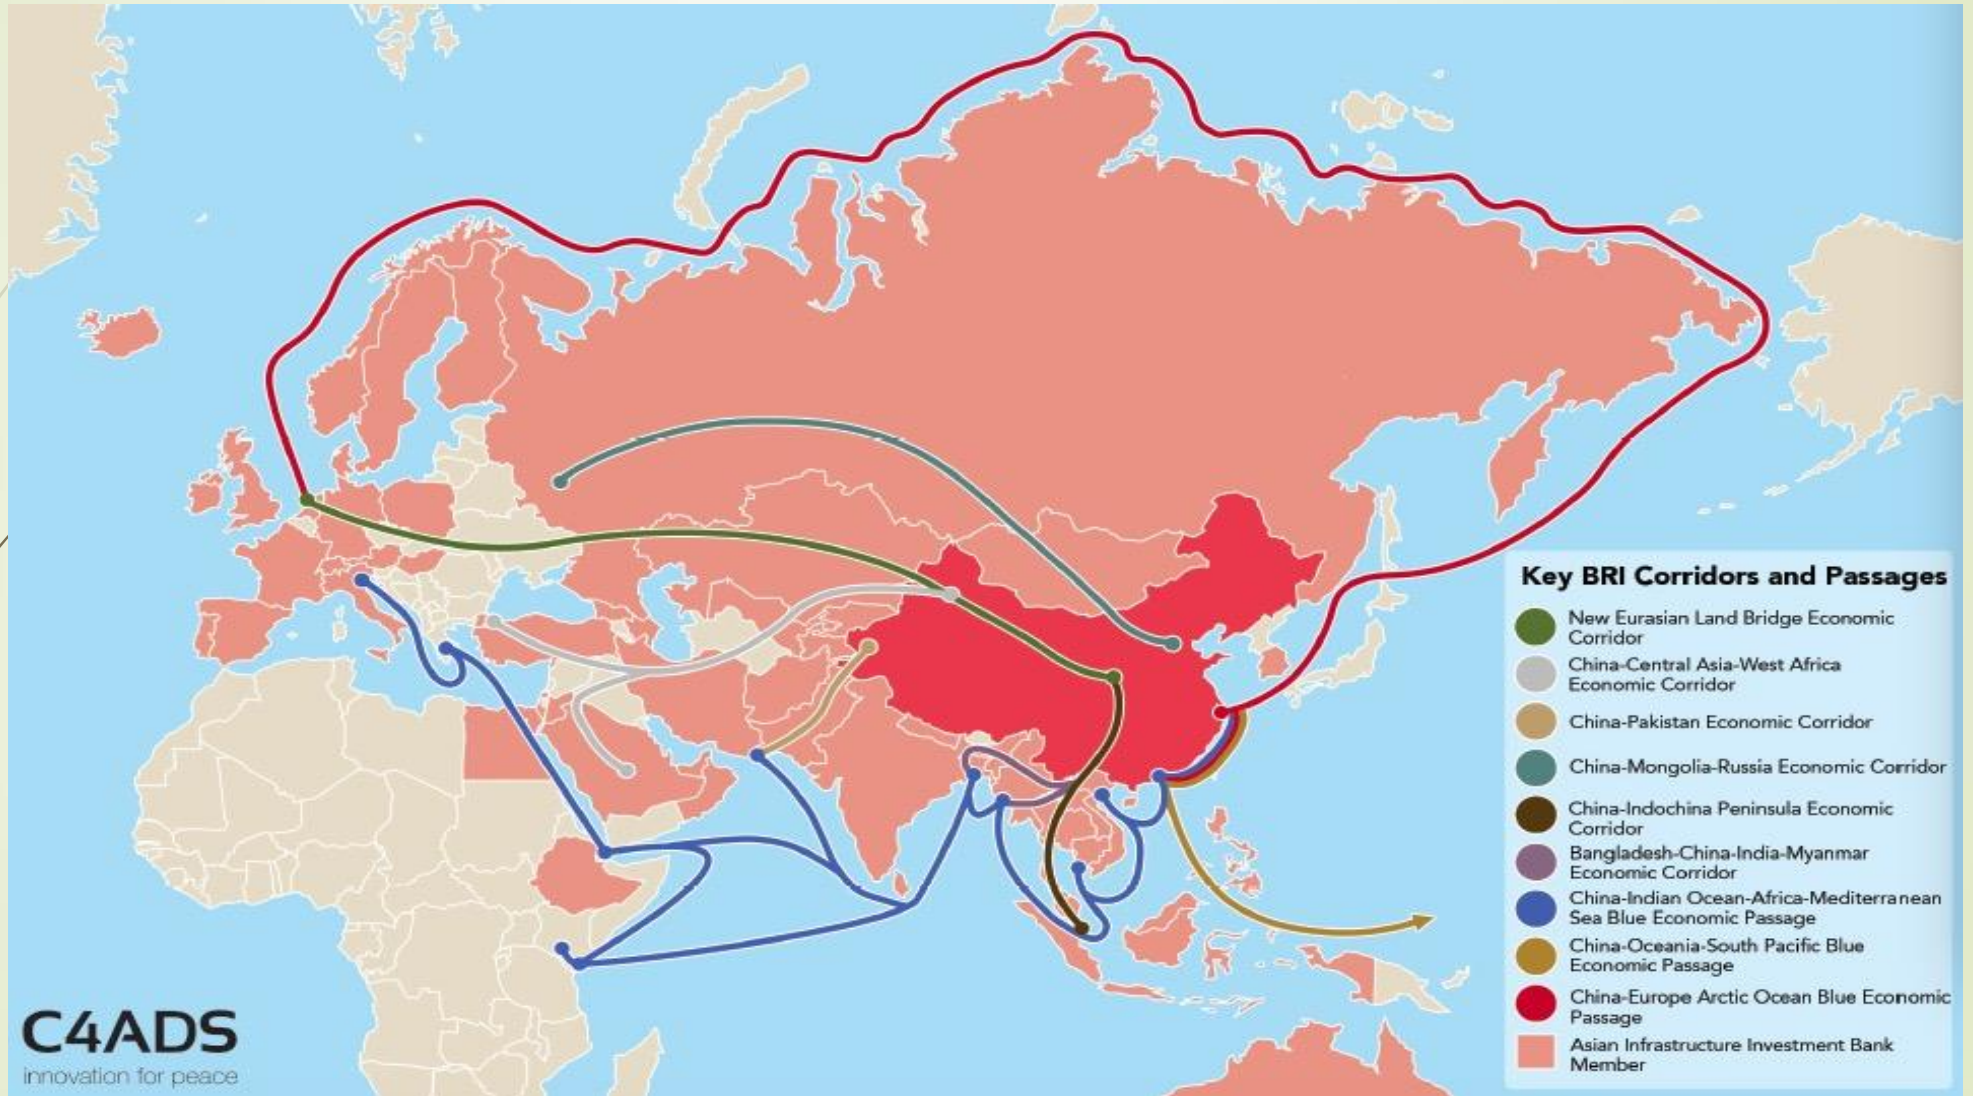 Key BRI Corridors and Passages
New Eurasian Land Bridge Economic
Corridor
China-Central Asia-West Africa
Economic Corridor
China-Pakistan Economic Corridor
China-Mongolia-Russia Economic Corridor
China-Indochina Peninsula Economic
Corridor
Bangladesh-China-India-Myanmar
Economic Corridor
China-Indian Ocean-Africa-Mediterranean
Sea Blue Economic Passage
China-Oceania-South Pacific Blue
Economic Passage
China-Europe Arctic Ocean Blue Economic
Passage
Asian Infrastructure Investment Bank
Member
C4ADS
innovation for peace